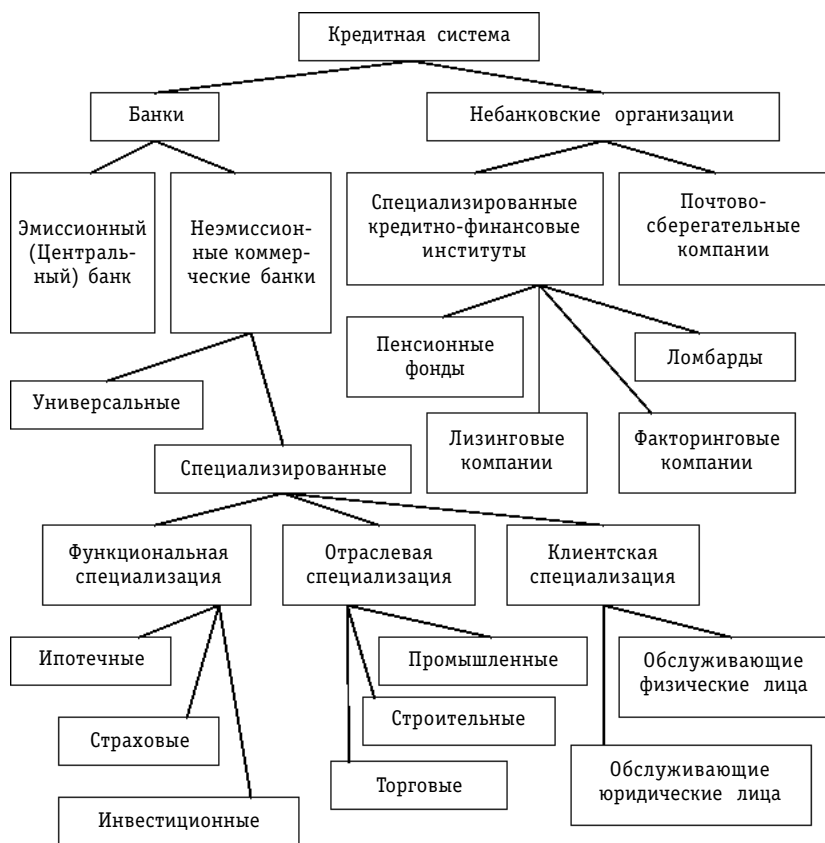 Кредитная система
Банки
Небанковские организации
Эмиссионный
(Централь-
ный) банк
Неэмиссион-
ные коммер-
ческие банки
Специализированные
кредитно-финансовые
институты
Почтово-
сберегательные
компании
Пенсионные
фонды
Ломбарды
Универсальные
Лизинговые
компании
Факторинговые
компании
Специализированные
Функциональная
специализация
Отраслевая
специализация
Клиентская
специализация
Ипотечные
Промышленные
Обслуживающие
физические лица
Страховые
Строительные
Торговые
Обслуживающие
юридические лица
Инвестиционные